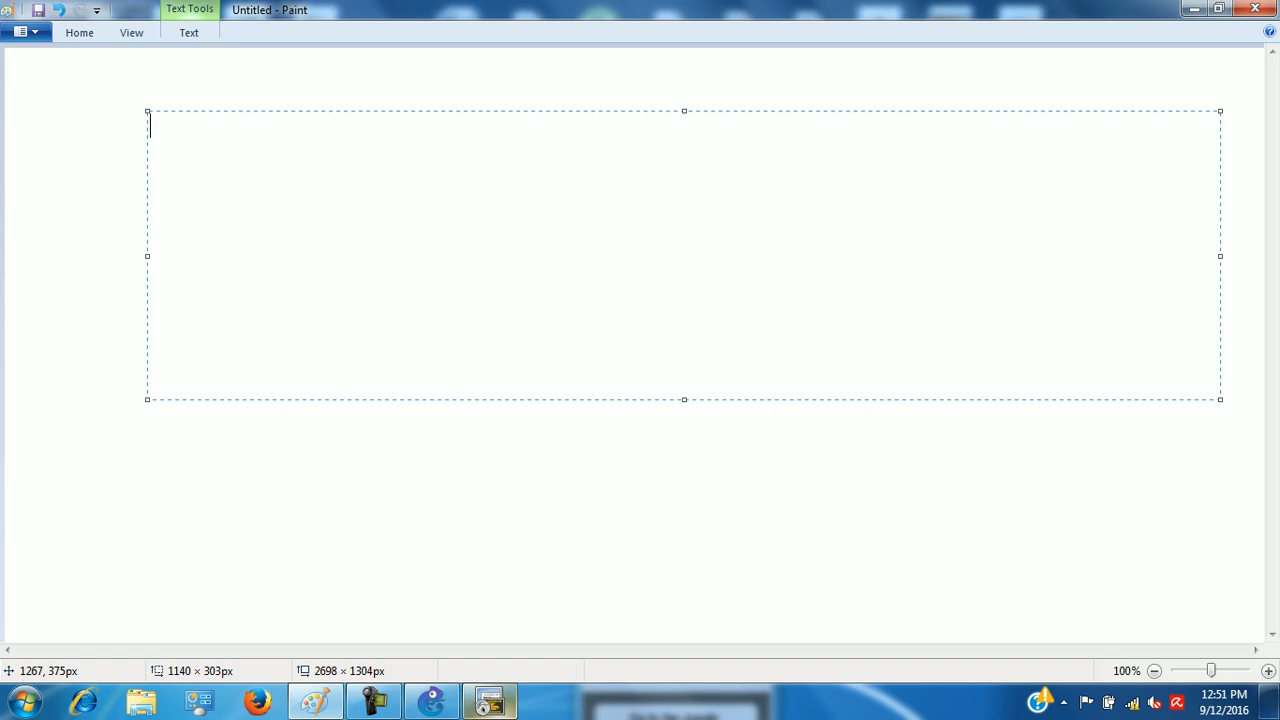 Text Tools
Untitled - Paint
Home
View
Text
1267, 375px
1140 × 303px
2698 × 1304px
100%
12:51 PM
9/12/2016